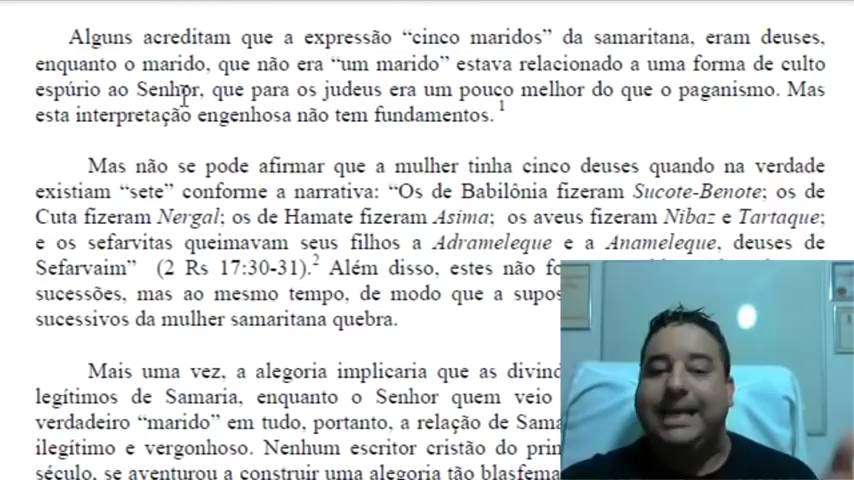 Alguns acreditam que a expressão “cinco maridos” da samaritana, eram deuses,
enquanto o marido, que não era “um marido” estava relacionado a uma forma de culto
espúrio ao Senhor, que para os judeus era um pouco melhor do que o paganismo. Mas
esta interpretação engenhosa não tem fundamentos. 1
Mas não se pode afirmar que a mulher tinha cinco deuses quando na verdade
existiam “sete” conforme a narrativa: “Os de Babilônia fizeram Sucote-Benote; os de
Cuta fizeram Nergal; os de Hamate fizeram Asima; os aveus fizeram Nibaz e Tartaque;
e os sefarvitas queimavam seus filhos a Adrameleque e a Anameleque, deuses de
Sefarvaim” (2 Rs 17:30-31).2 Além disso, estes não
sucessões, mas ao mesmo tempo, de modo que a
sucessivos da mulher samaritana quebra.
Mais uma vez, a alegoria implicaria que as
legítimos de Samaria, enquanto o Senhor quem veio
verdadeiro “marido” em tudo, portanto, a relação de
ilegítimo e vergonhoso. Nenhum escritor cristão do
século, se aventurou a construir uma alegoria tão